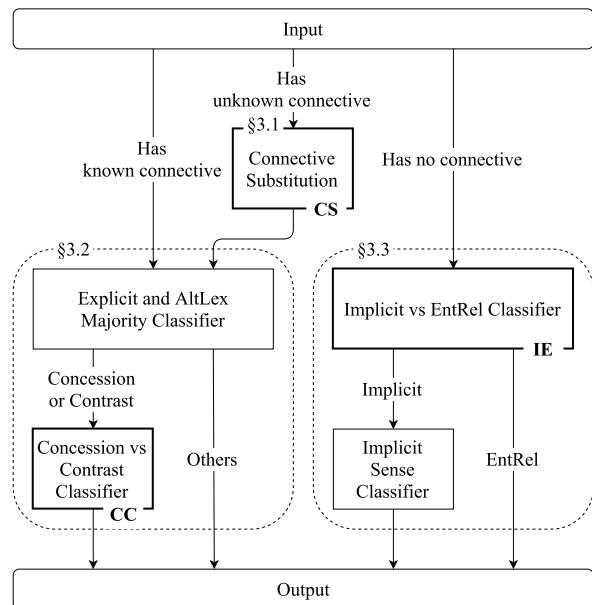 Input
Has
unknown connective
§3.1
Connective
Substitution
CS
Has
known connective
Has no connective
§3.2
Explicit and AltLex
Majority Classifier
Concession
or Contrast
Others
Concession vs
Contrast
Classifier
CC
§3.3
Implicit vs EntRel Classifier
IE
Implicit
EntRel
Implicit
Sense
Classifier
Output